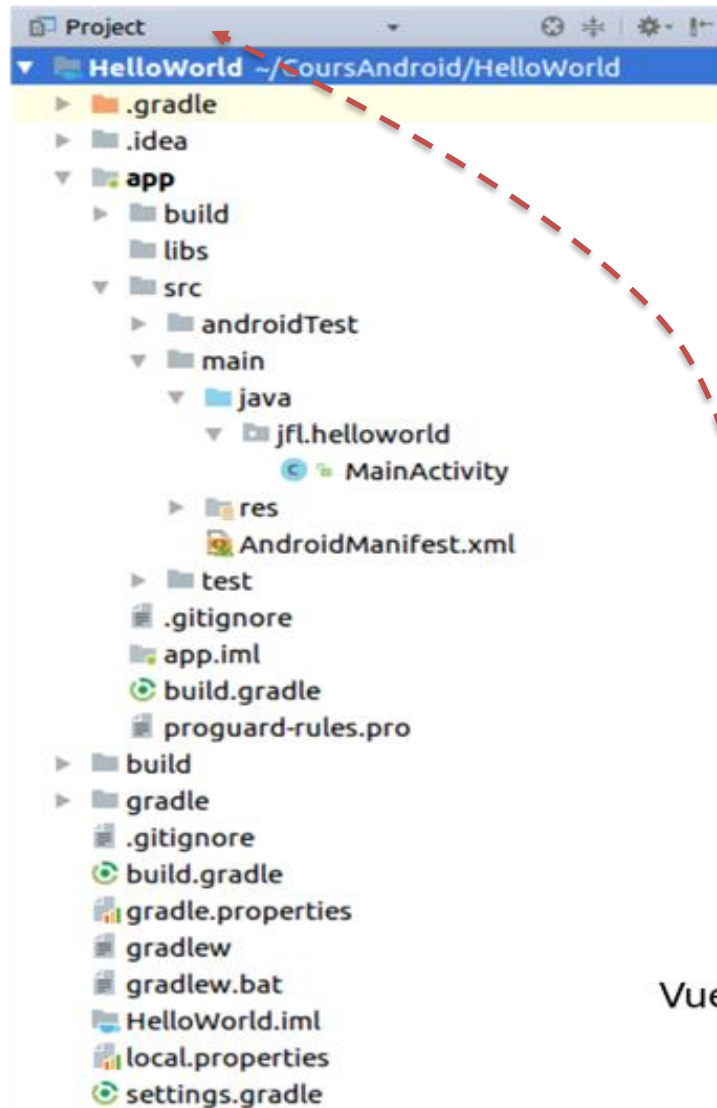 Project
HelloWorld ~/CoursAndroid/HelloWorld
.gradle
.idea
app
build
libs
src
androidTest
main
java
jfl.helloworld
MainActivity
res
AndroidManifest.xml
test
.gitignore
app.iml
build.gradle
proguard-rules.pro
build
gradle
.gitignore
build.gradle
gradle.properties
gradlew
gradlew.bat
Vue
HelloWorld.iml
local.properties
settings.gradle